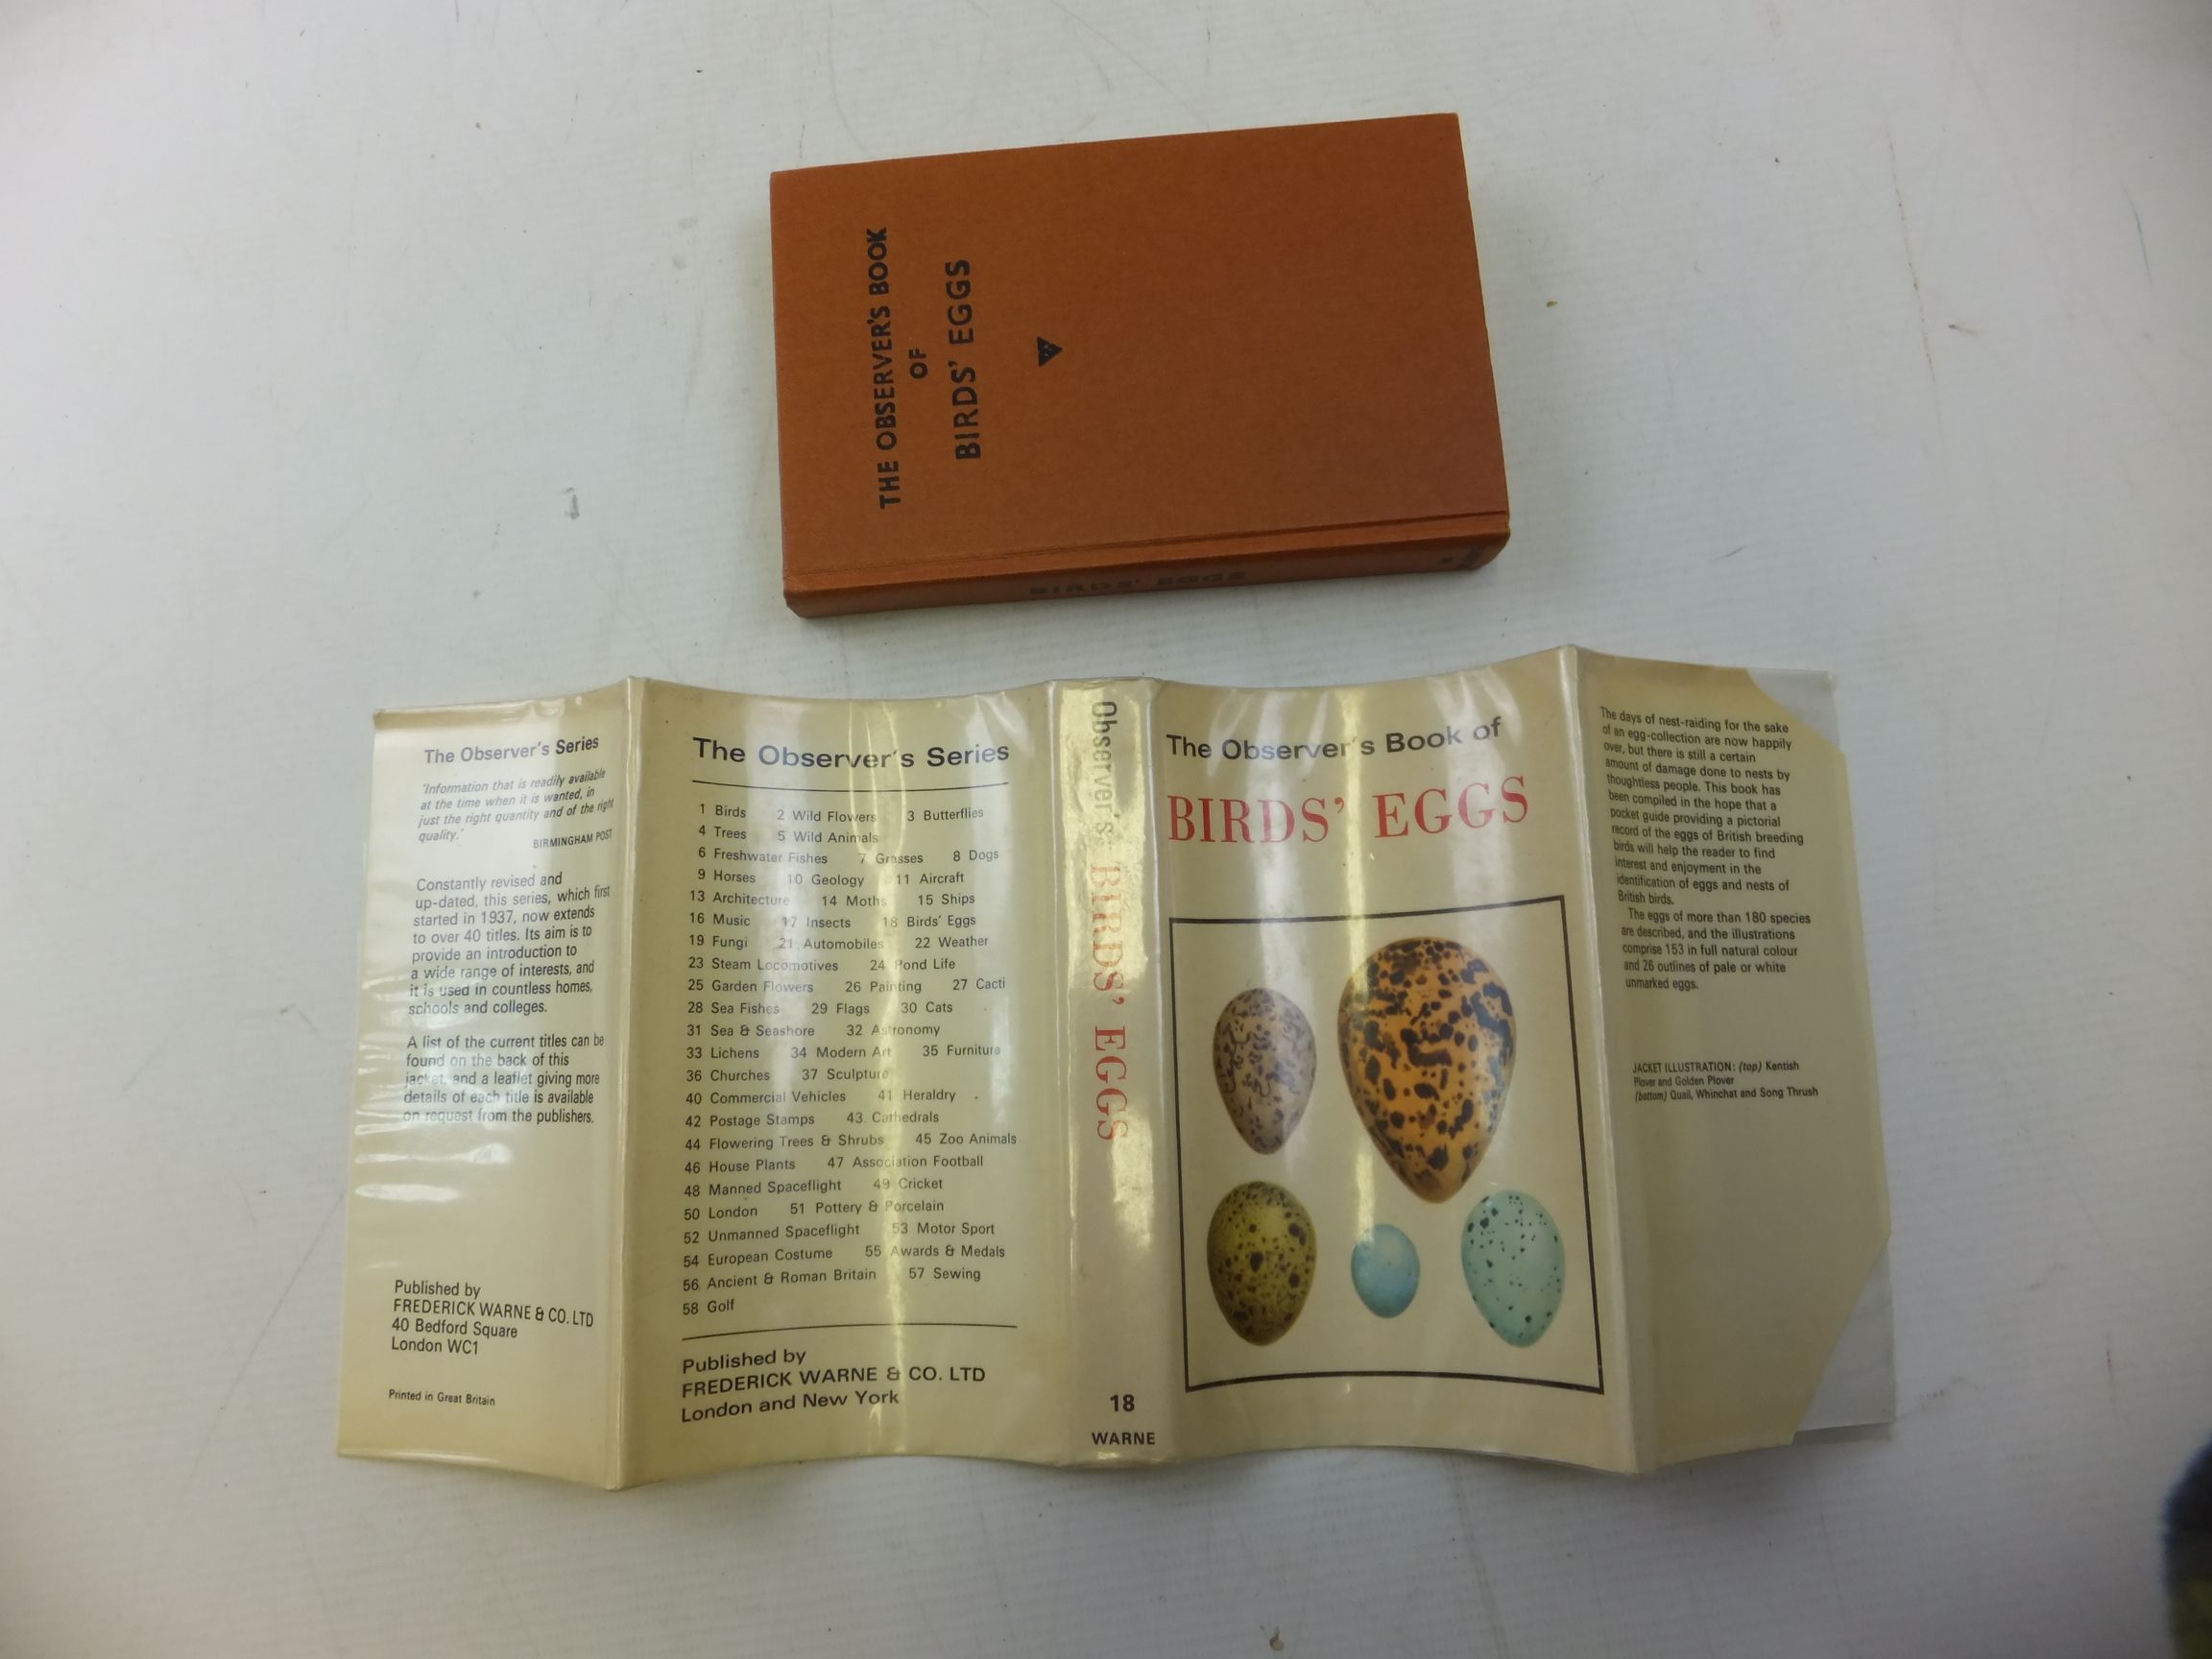 THE OBSERVER'S BOOK
OF
BIRDS' EGGS
W
BIRDS' EGGS
The Observer's Series
'Information that is readily available
at the time when it is wanted, in
just the right quantity and of the right
quality.'
BIRMINGHAM POST
Constantly revised and
up-dated, this series, which first
started in 1937, now extends
to over 40 titles. Its aim is to
provide an introduction to
a wide range of interests, and
it is used in countless homes,
schools and colleges.
A list of the current titles can be
found on the back of this
jacket, and a leaflet giving more
details of each title is available
on request from the publishers.
Published by
FREDERICK WARNE & CO. LTD
40 Bedford Square
London WC1
Printed in Great Britain
The Observer's Series
1 Birds 2 Wild Flowers 3 Butterflies
4 Trees 5 Wild Animals
6 Freshwater Fishes 7 Grasses 8 Dogs
9 Horses 10 Geology 11 Aircraft
13 Architecture 14 Moths 15 Ships
16 Music 17 Insects 18 Birds' Eggs
19 Fungi 21 Automobiles 22 Weather
23 Steam Locomotives 24 Pond Life
25 Garden Flowers 26 Painting 27 Cacti
28 Sea Fishes 29 Flags 30 Cats
31 Sea & Seashore 32 Astronomy
33 Lichens 34 Modern Art 35 Furniture
36 Churches 37 Sculpture
40 Commercial Vehicles 41 Heraldry
42 Postage Stamps 43 Cathedrals
44 Flowering Trees & Shrubs 45 Zoo Animals
46 House Plants 47 Association Football
48 Manned Spaceflight 49 Cricket
50 London 51 Pottery & Porcelain
52 Unmanned Spaceflight 53 Motor Sport
54 European Costume 55 Awards & Medals
56 Ancient & Roman Britain 57 Sewing
58 Golf
Published by
FREDERICK WARNE & CO. LTD
London and New York
Observer's BIRDS' EGGS
18
WARNE
The Observer's Book of
BIRDS' EGGS
The days of nest-raiding for the sake
of an egg-collection are now happily
over, but there is still a certain
amount of damage done to nests by
thoughtless people. This book has
been compiled in the hope that a
pocket guide providing a pictorial
record of the eggs of British breeding
birds will help the reader to find
interest and enjoyment in the
identification of eggs and nests of
British birds.
The eggs of more than 180 species
are described, and the illustrations
comprise 153 in full natural colour
and 26 outlines of pale or white
unmarked eggs.
JACKET ILLUSTRATION: (top) Kentish
Plover and Golden Plover
(bottom) Quail, Whinchat and Song Thrush